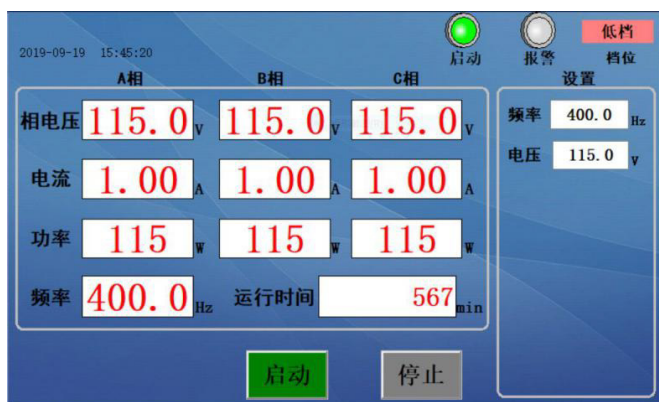 低档
2019-09-19 15:45:20
启动 报警 档位
A相 B相 C相 设置
相电压 115.0 V 115.0 V 115.0 V
频率 400.0 Hz
电流 1.00 A 1.00 A 1.00 A
电压 115.0 V
功率 115 W 115 W 115 W
频率 400.0 Hz 运行时间 567 min
启动 停止